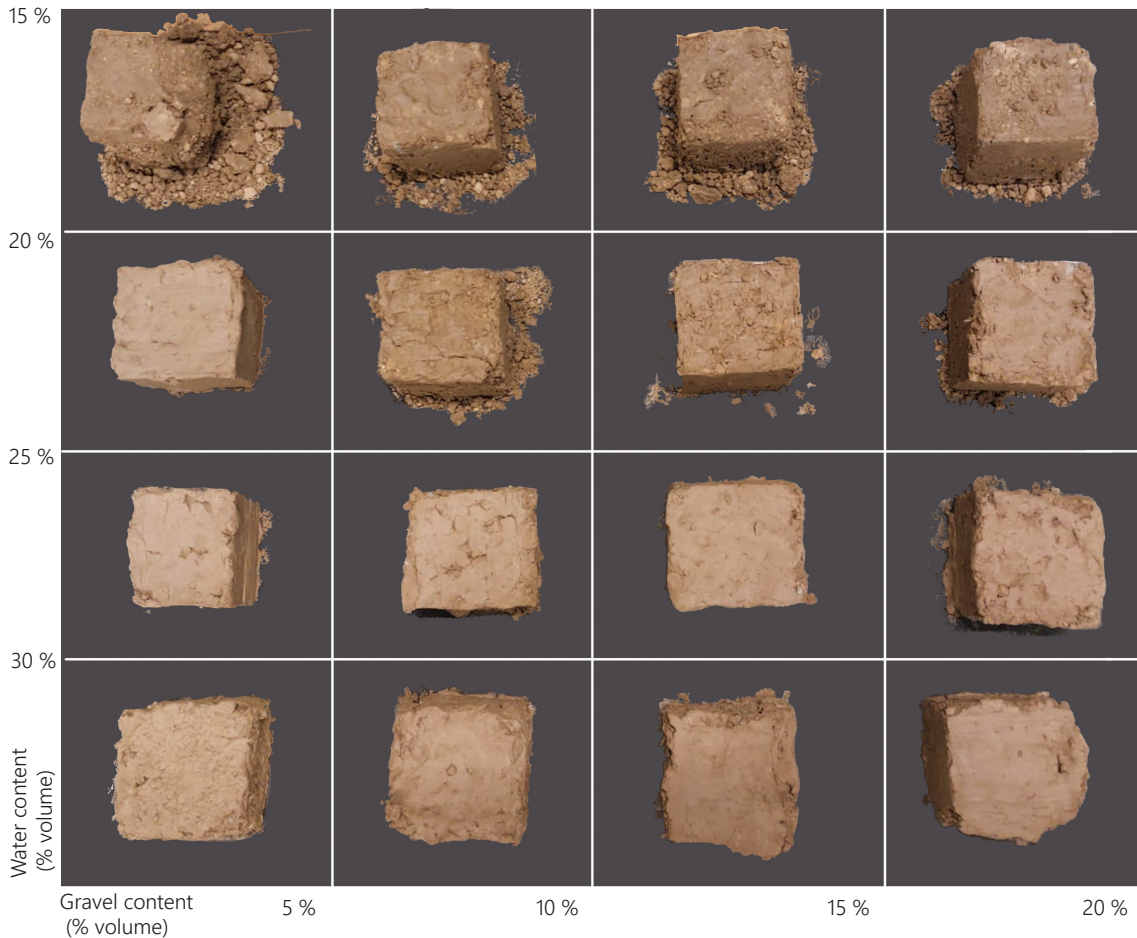 15 %
20 %
25 %
30 %
Water content
(% volume)
Gravel content
(% volume)
5 %
10 %
15 %
20 %